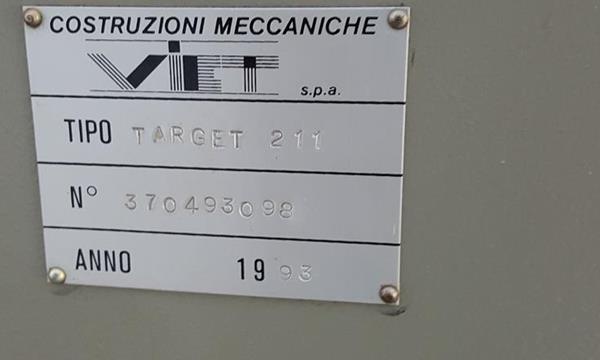 COSTRUZIONI MECCANICHE
VIET
s.p.a.
TIPO TARGET 211
N° 370493098
ANNO 1993